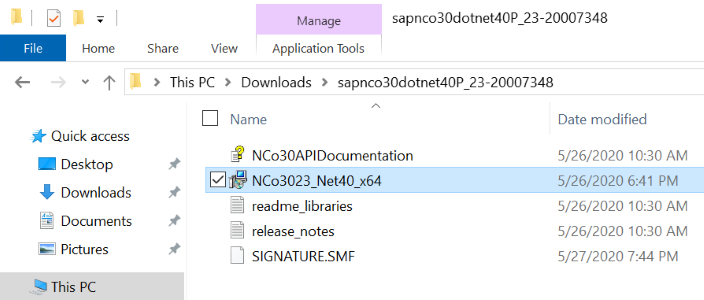 Manage
sapnco30dotnet40P_23-20007348
File
Home
Share
View
Application Tools
This PC > Downloads > sapnco30dotnet40P_23-20007348
Name
Date modified
Quick access
Desktop
Downloads
Documents
Pictures
This PC
NCo30APIDocumentation 5/26/2020 10:30 AM
NCo3023_Net40_x64 5/26/2020 6:41 PM
readme_libraries 5/26/2020 10:30 AM
release_notes 5/26/2020 10:30 AM
SIGNATURE.SMF 5/27/2020 7:44 PM